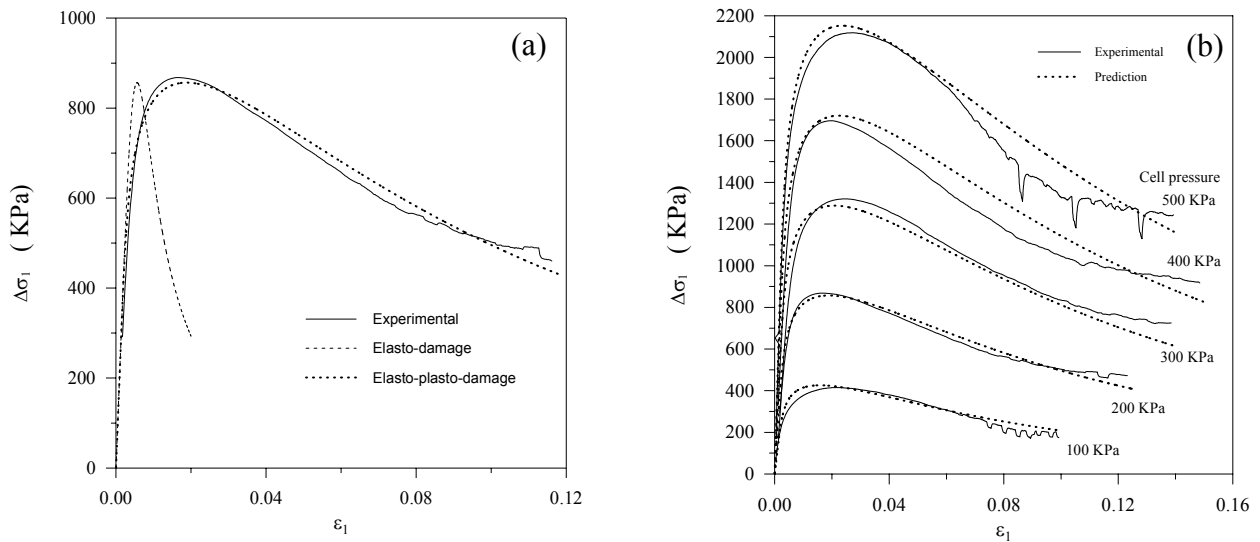 (a)
1000
800
600
400
200
0
Δσ1 ( KPa)
Experimental
Elasto-damage
Elasto-plasto-damage
0.00
0.04
0.08
0.12
ε1
(b)
2200
2000
1800
1600
1400
1200
1000
800
600
400
200
0
Δσ1 ( KPa)
Experimental
Prediction
Cell pressure
500 KPa
400 KPa
300 KPa
200 KPa
100 KPa
0.00
0.04
0.08
0.12
0.16
ε1